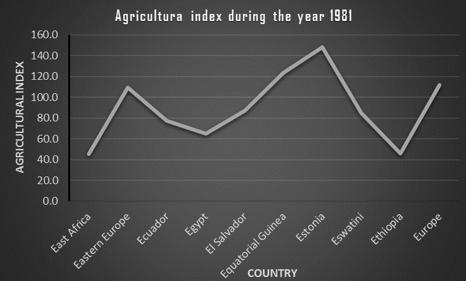 Agricultura index during the year 1981
AGRICULTURAL INDEX
160.0
140.0
120.0
100.0
80.0
60.0
40.0
20.0
0.0
East Africa
Eastern Europe
Ecuador
Egypt
El Salvador
Equatorial Guinea
Estonia
Eswatini
Ethiopia
Europe
COUNTRY